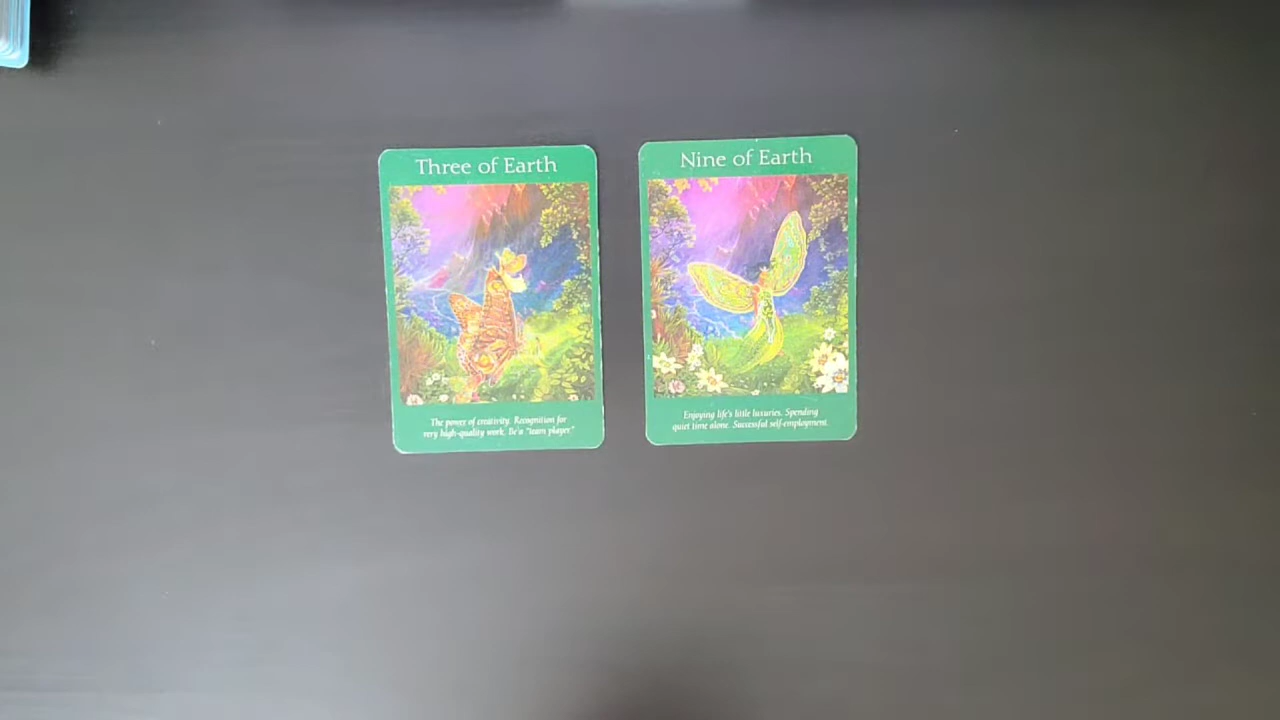 Three of Earth
The power of creativity. Recognition for
very high-quality work. Be a "team player."
Nine of Earth
Enjoying life's little luxuries. Spending
quiet time alone. Successful self-employment.